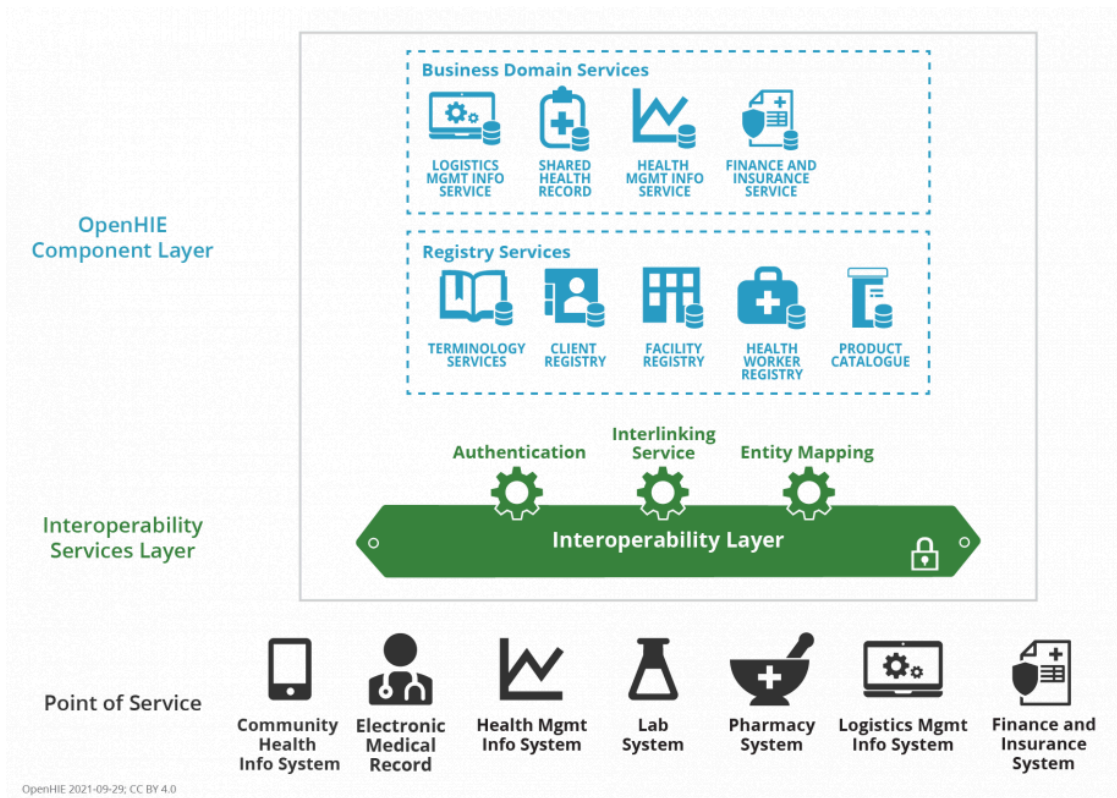 Business Domain Services
LOGISTICS
MGMT INFO
SERVICE
SHARED
HEALTH
RECORD
HEALTH
MGMT INFO
SERVICE
FINANCE AND
INSURANCE
SERVICE
OpenHIE
Component Layer
Registry Services
TERMINOLOGY
SERVICES
CLIENT
REGISTRY
FACILITY
REGISTRY
HEALTH
WORKER
REGISTRY
PRODUCT
CATALOGUE
Authentication
Interlinking
Service
Entity Mapping
Interoperability
Services Layer
Interoperability Layer
Point of Service
Community
Health
Info System
Electronic
Medical
Record
Health Mgmt
Info System
Lab
System
Pharmacy
System
Logistics Mgmt
Info System
Finance and
Insurance
System
OpenHIE 2021-09-29; CC BY 4.0